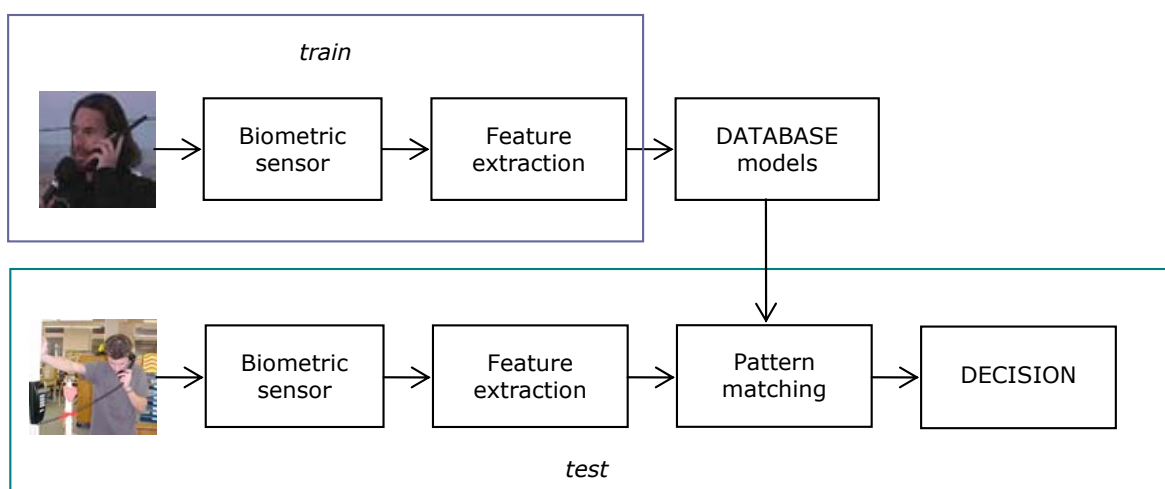 train
Biometric
sensor
Feature
extraction
DATABASE
models
Biometric
sensor
Feature
extraction
Pattern
matching
DECISION
test